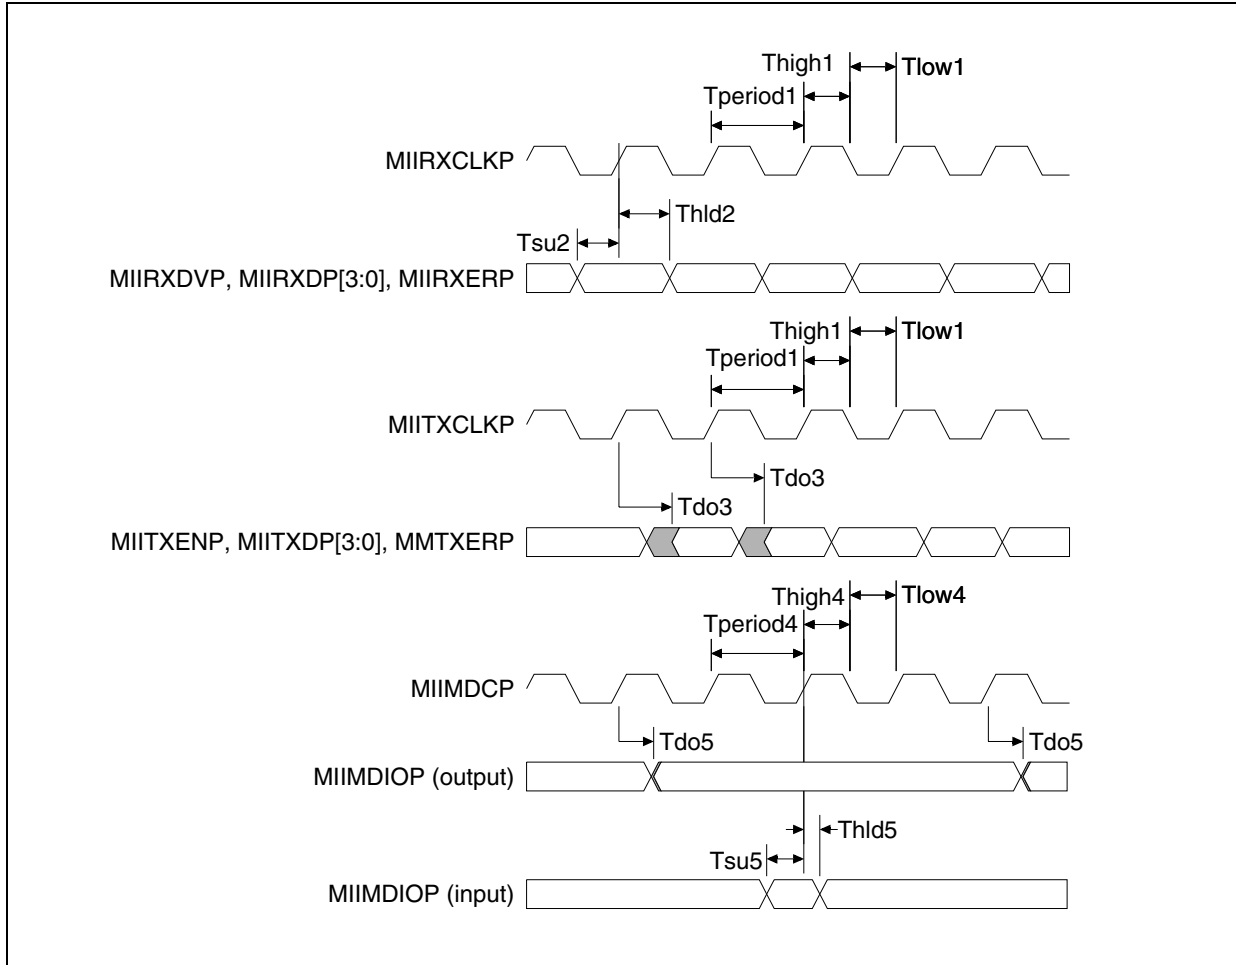 Thigh1 Tlow1
Tperiod1
MIIRXCLKP
Thld2
Tsu2
MIIRXDVP, MIIRXDP[3:0], MIIRXERP
Thigh1 Tlow1
Tperiod1
MIITXCLKP
Tdo3
Tdo3
MIITXENP, MIITXDP[3:0], MMTXERP
Thigh4 Tlow4
Tperiod4
MIIMDCP
Tdo5 Tdo5
MIIMDIOP (output)
Thld5
Tsu5
MIIMDIOP (input)